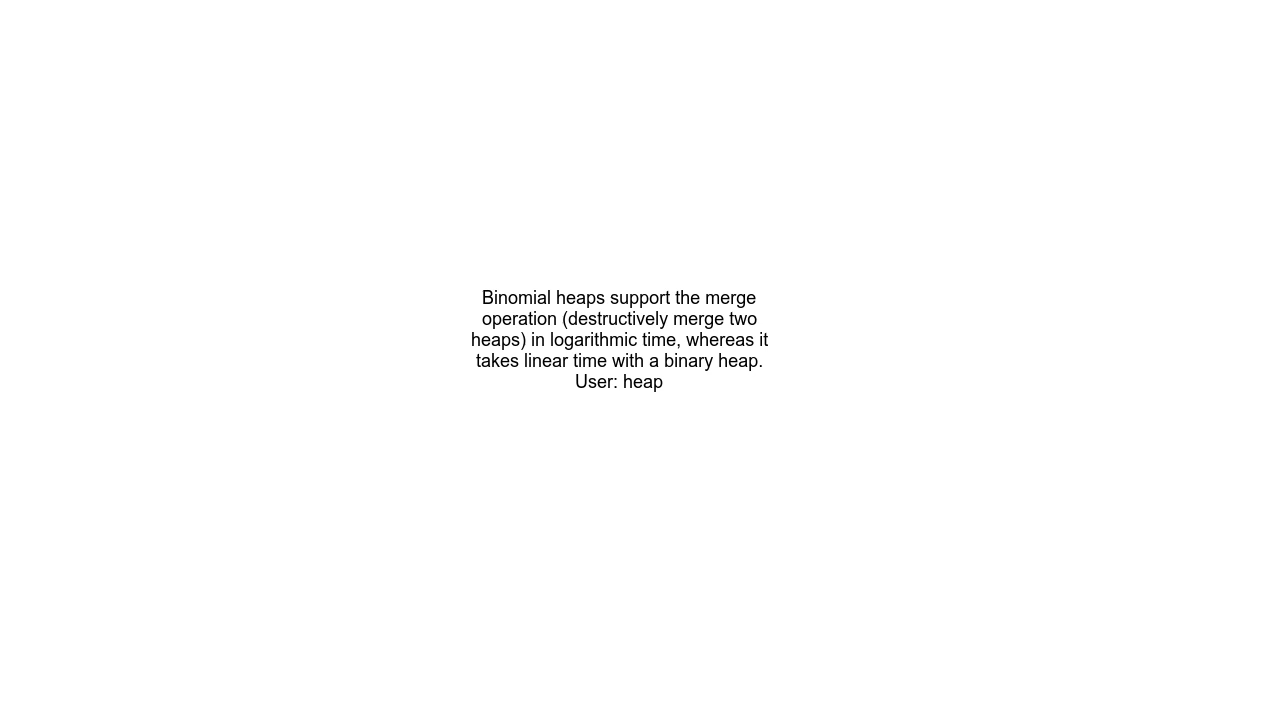 Binomial heaps support the merge
operation (destructively merge two
heaps) in logarithmic time, whereas it
takes linear time with a binary heap.
User: heap